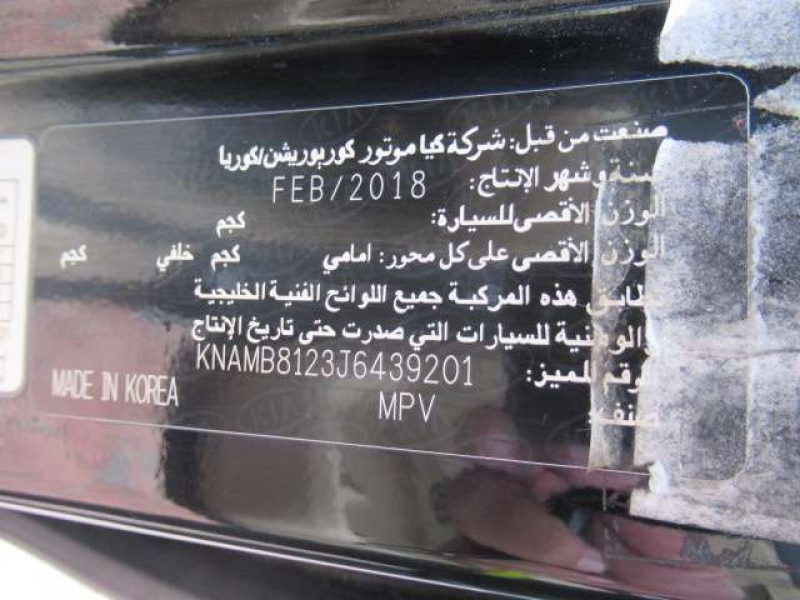 صنعت من قبل: شركة كيا موتور كوربوريشن/كوريا
سنة وشهر الإنتاج: FEB/2018
الوزن الأقصى للسيارة: كجم
الوزن الأقصى على كل محور: امامي كجم خلفي كجم
تطابق هذه المركبة جميع اللوائح الفنية الخليجية
والوطنية للسيارات التي صدرت حتى تاريخ الإنتاج
الرقم المميز: KNAMB8123J6439201
صنف: MPV
MADE IN KOREA